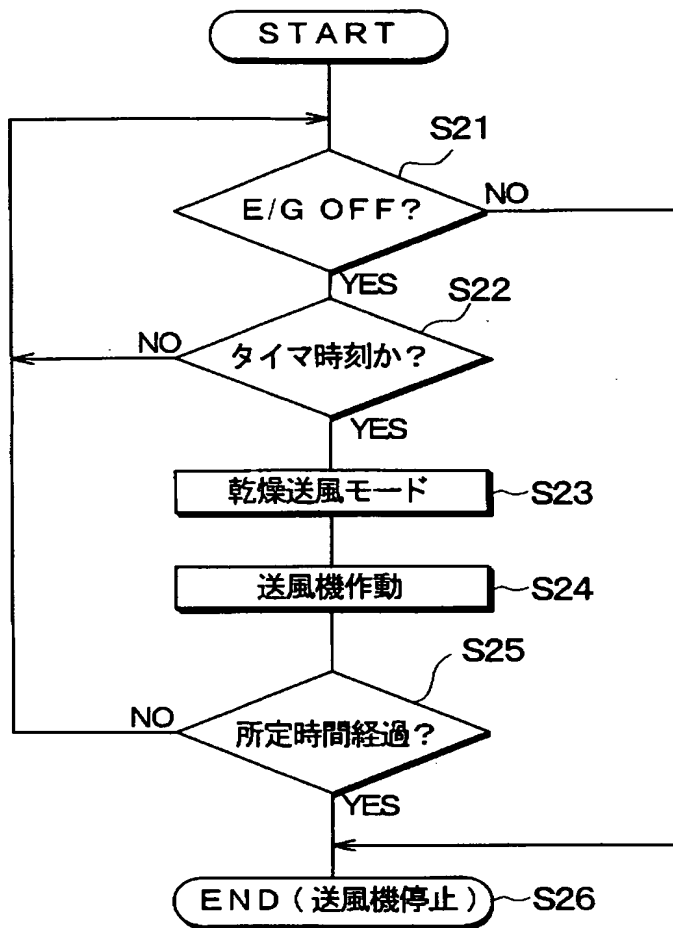 START
S21
E/G OFF?
NO
YES
S22
タイマ時刻か?
NO
YES
乾燥送風モード
S23
送風機作動
S24
S25
所定時間経過?
NO
YES
END(送風機停止)
S26